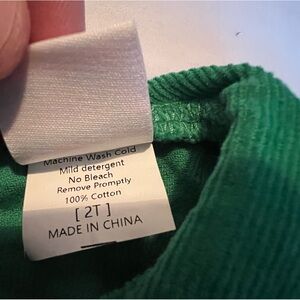 Machine Wash Cold
Mild detergent
No Bleach
Remove Promptly
100% Cotton
[ 2T ]
MADE IN CHINA